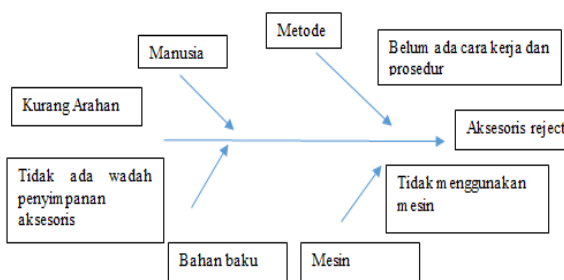 Metode
Manusia
Belum ada cara kerja dan
prosedur
Kurang Arahan
Aksesoris reject
Tidak ada wadah
penyimpanan
aksesoris
Tidak menggunakan
mesin
Bahan baku
Mesin